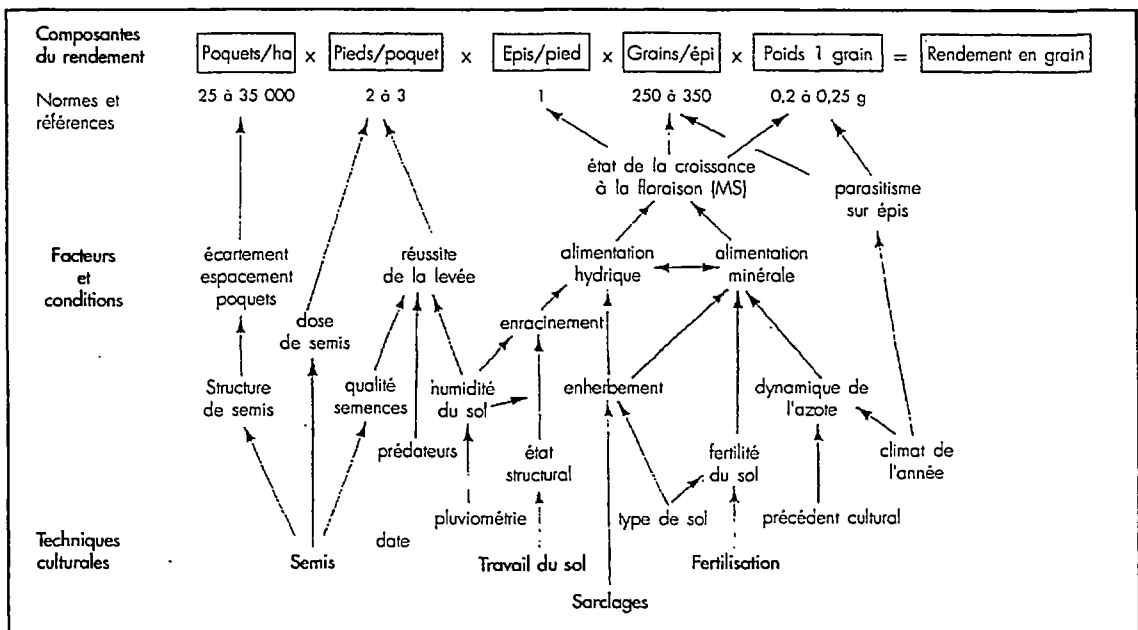 Composantes
du rendement
Poquets/ha x Pieds/poquet x Epis/pied x Grains/épi x Poids 1 grain = Rendement en grain
Normes et
références
25 à 35 000 2 à 3 1 250 à 350 0,2 à 0,25 g
état de la croissance
à la floraison (MS)
parasitisme
sur épis
Facteurs
et
conditions
écartement
espacement
poquets
réussite
de la levée
alimentation
hydrique
alimentation
minérale
dose
de semis
enracinement
Structure
de semis
qualité
semences
humidité
du sol
enherbement
dynamique de
l'azote
prédateurs
état
structural
fertilité
du sol
climat de
l'année
pluviométrie
type de sol
précédent cultural
Techniques
culturales
date
Semis
Travail du sol
Fertilisation
Sarclages